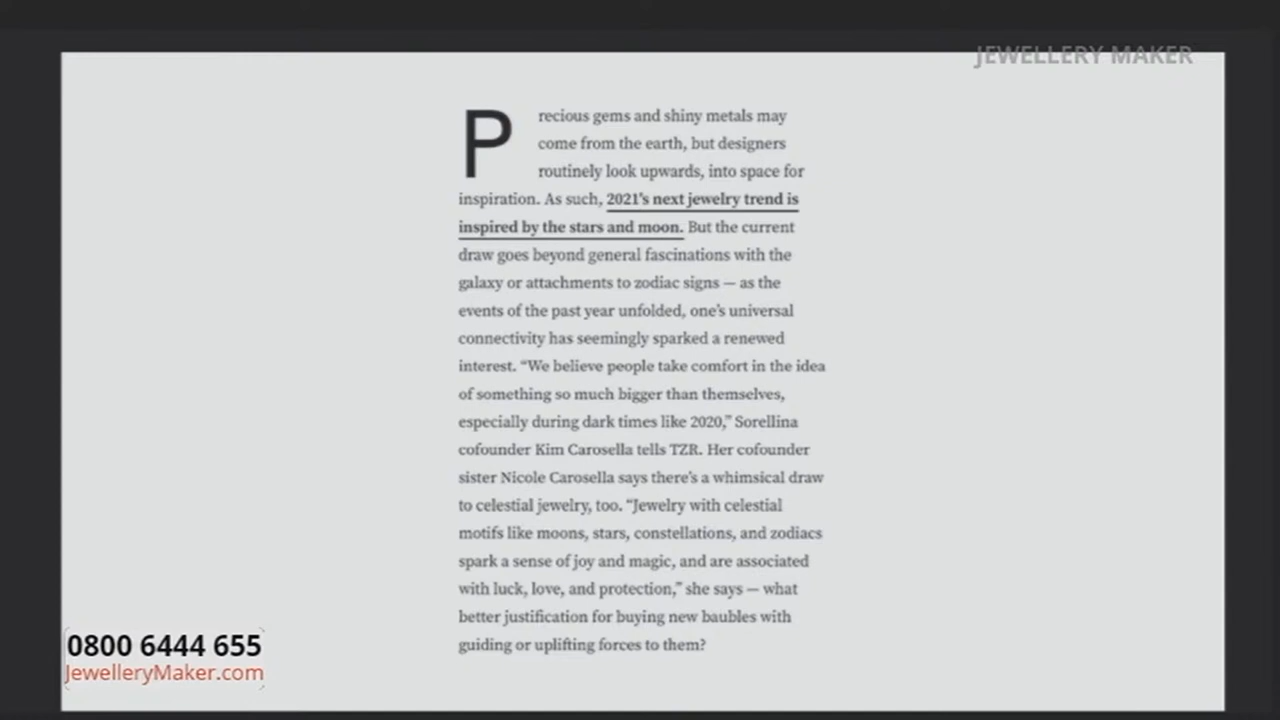 JEWELLERY MAKER
Precious gems and shiny metals may
come from the earth, but designers
routinely look upwards, into space for
inspiration. As such, 2021's next jewelry trend is
inspired by the stars and moon. But the current
draw goes beyond general fascinations with the
galaxy or attachments to zodiac signs — as the
events of the past year unfolded, one's universal
connectivity has seemingly sparked a renewed
interest. “We believe people take comfort in the idea
of something so much bigger than themselves,
especially during dark times like 2020,” Sorellina
cofounder Kim Carosella tells TZR. Her cofounder
sister Nicole Carosella says there's a whimsical draw
to celestial jewelry, too. “Jewelry with celestial
motifs like moons, stars, constellations, and zodiacs
spark a sense of joy and magic, and are associated
with luck, love, and protection,” she says — what
better justification for buying new baubles with
guiding or uplifting forces to them?
0800 6444 655
JewelleryMaker.com